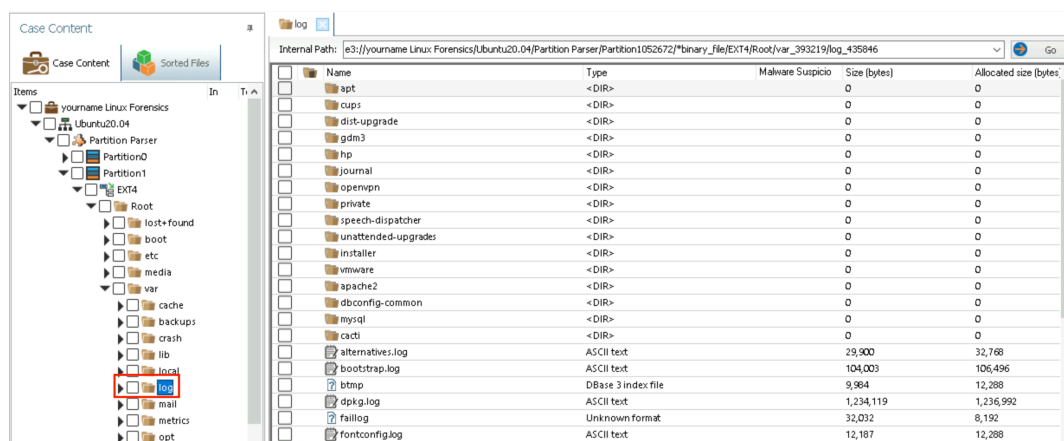 Case Content
Case Content
Sorted Files
Items In T
yourname Linux Forensics
Ubuntu20.04
Partition Parser
Partition0
Partition1
EXT4
Root
lost+found
boot
etc
media
var
cache
backups
crash
lib
local
log
mail
metrics
opt
log
Internal Path: e3://yourname Linux Forensics/Ubuntu20.04/Partition Parser/Partition1052672/*binary_file/EXT4/Root/var_393219/log_435846 Go
Name Type Malware Suspicio Size (bytes) Allocated size (bytes)
apt <DIR> 0 0
cups <DIR> 0 0
dist-upgrade <DIR> 0 0
gdm3 <DIR> 0 0
hp <DIR> 0 0
journal <DIR> 0 0
openvpn <DIR> 0 0
private <DIR> 0 0
speech-dispatcher <DIR> 0 0
unattended-upgrades <DIR> 0 0
installer <DIR> 0 0
vmware <DIR> 0 0
apache2 <DIR> 0 0
dbconfig-common <DIR> 0 0
mysql <DIR> 0 0
cacti <DIR> 0 0
alternatives.log ASCII text 29,900 32,768
bootstrap.log ASCII text 104,003 106,496
btmp DBase 3 index file 9,984 12,288
dpkg.log ASCII text 1,234,119 1,236,992
faillog Unknown format 32,032 8,192
fontconfig.log ASCII text 12,187 12,288